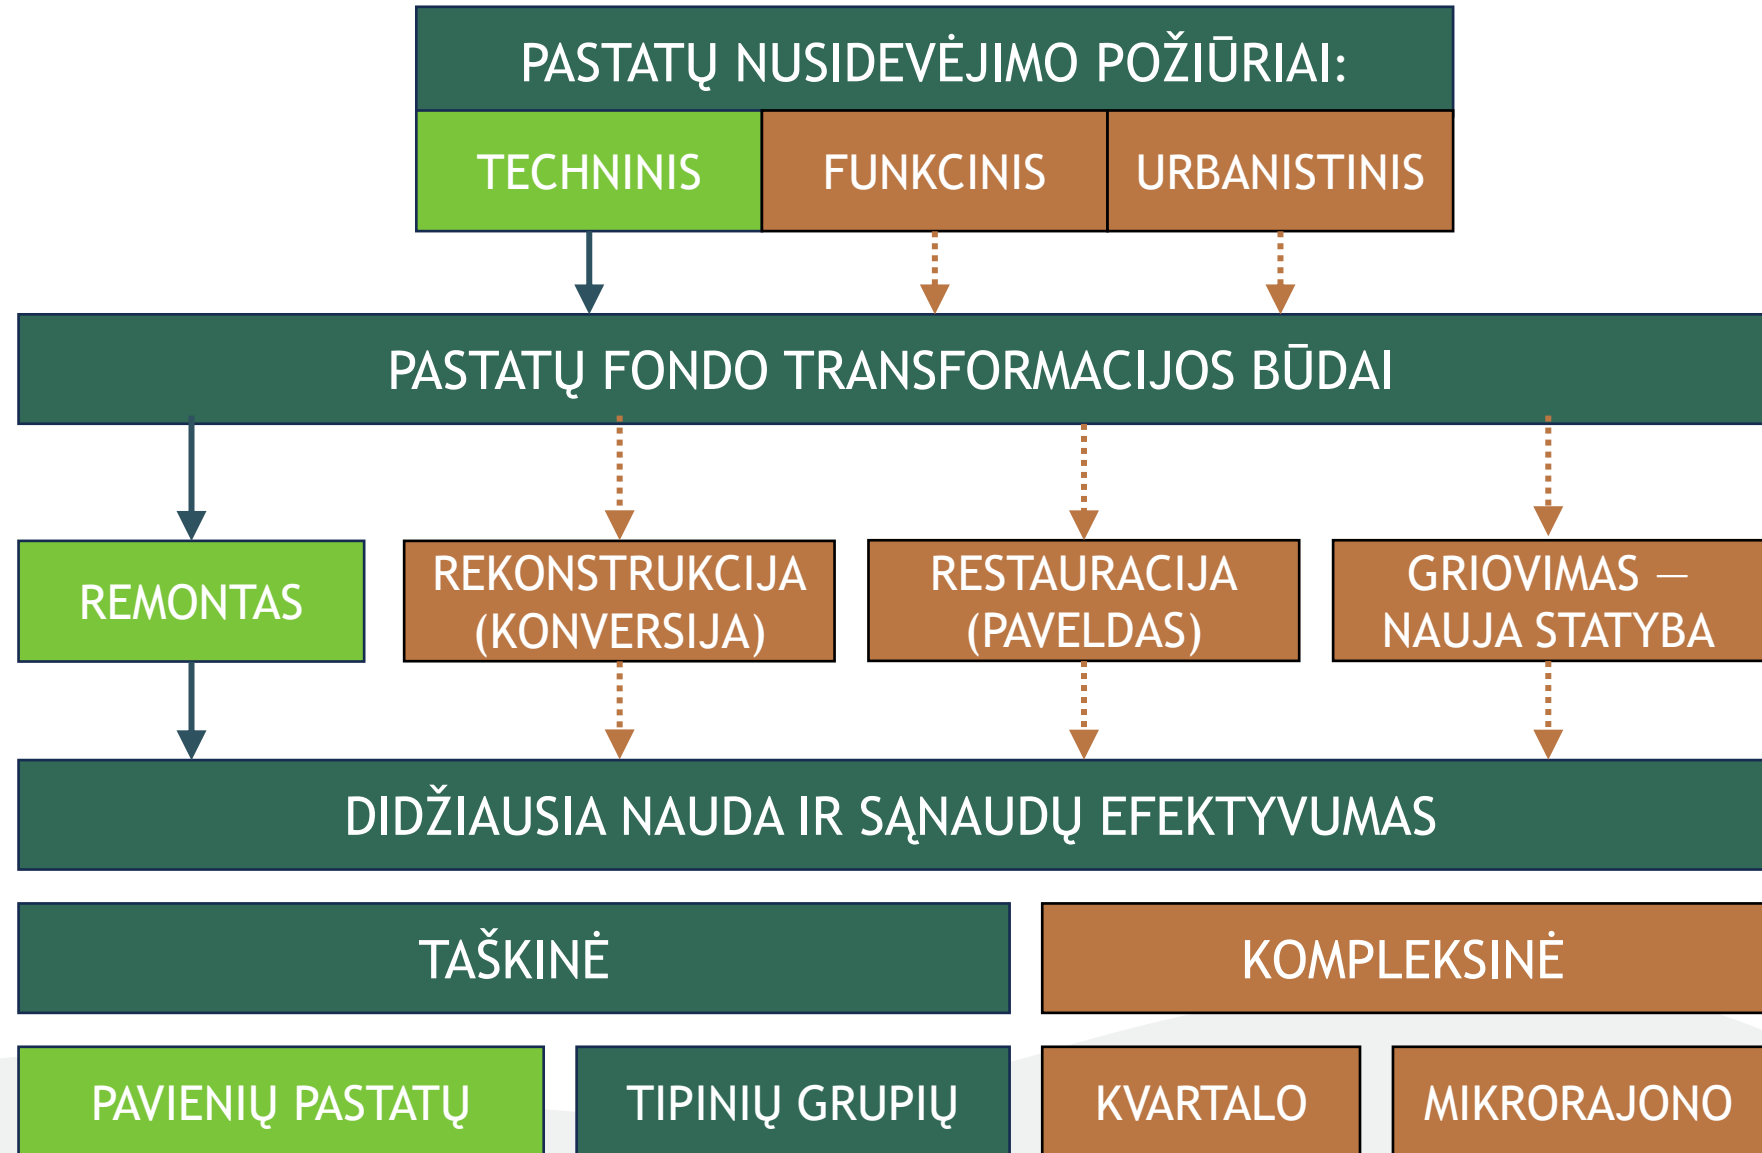 PASTATŲ NUSIDEVĖJIMO POŽIŪRIAI:
TECHNINIS
FUNKCINIS
URBANISTINIS
PASTATŲ FONDO TRANSFORMACIJOS BŪDAI
REMONTAS
REKONSTRUKCIJA
(KONVERSIJA)
RESTAURACIJA
(PAVELDAS)
GRIOVIMAS –
NAUJA STATYBA
DIDŽIAUSIA NAUDA IR SĄNAUDŲ EFEKTYVUMAS
TAŠKINĖ
KOMPLEKSINĖ
PAVIENIŲ PASTATŲ
TIPINIŲ GRUPIŲ
KVARTALO
MIKRORAJONO